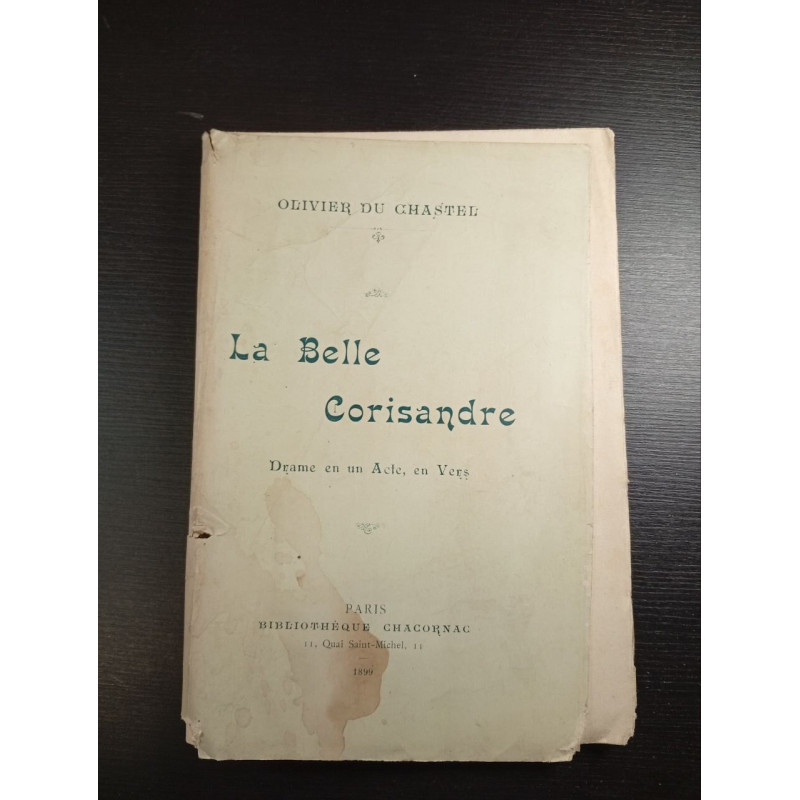 OLIVIER DU CHASTEL
La Belle
Corisandre
Drame en un Acte, en Vers
PARIS
BIBLIOTHÈQUE CHACORNAC
11, Quai Saint-Michel, 11
1899